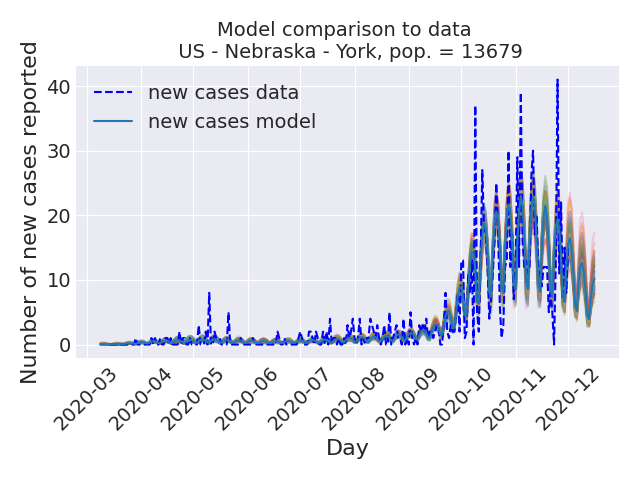 Model comparison to data
US - Nebraska - York, pop. = 13679
Number of new cases reported
40
30
20
10
0
new cases data
new cases model
2020-03
2020-04
2020-05
2020-06
2020-07
2020-08
2020-09
2020-10
2020-11
2020-12
Day